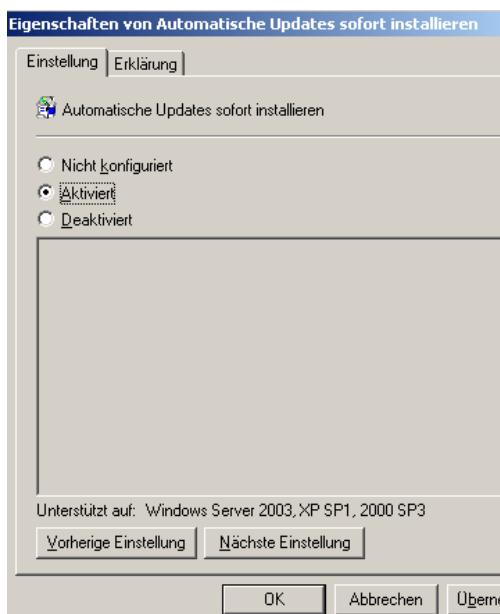 Eigenschaften von Automatische Updates sofort installieren
Einstellung Erklärung
Automatische Updates sofort installieren
Nicht konfiguriert
Aktiviert
Deaktiviert
Unterstützt auf: Windows Server 2003, XP SP1, 2000 SP3
Vorherige Einstellung Nächste Einstellung
OK Abbrechen